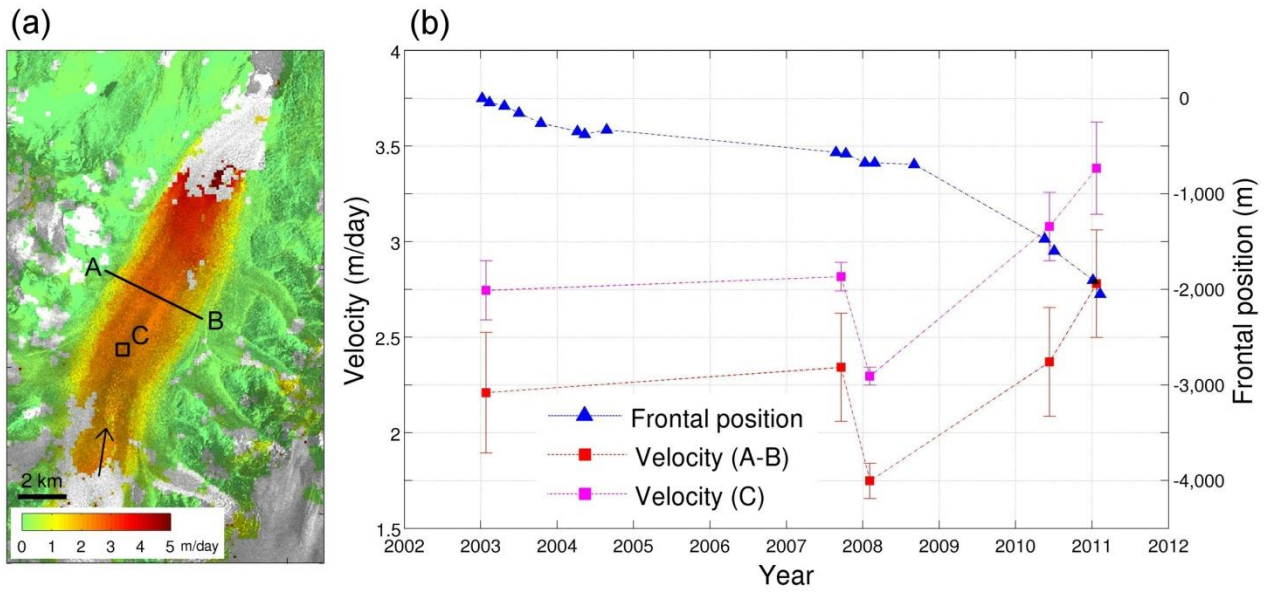 (a)
A
B
C
2 km
0 1 2 3 4 5 m/day
(b)
Velocity (m/day)
4
3.5
3
2.5
2
1.5
Frontal position
Velocity (A-B)
Velocity (C)
2002 2003 2004 2005 2006 2007 2008 2009 2010 2011 2012
Year
0
-1,000
-2,000
-3,000
-4,000
Frontal position (m)